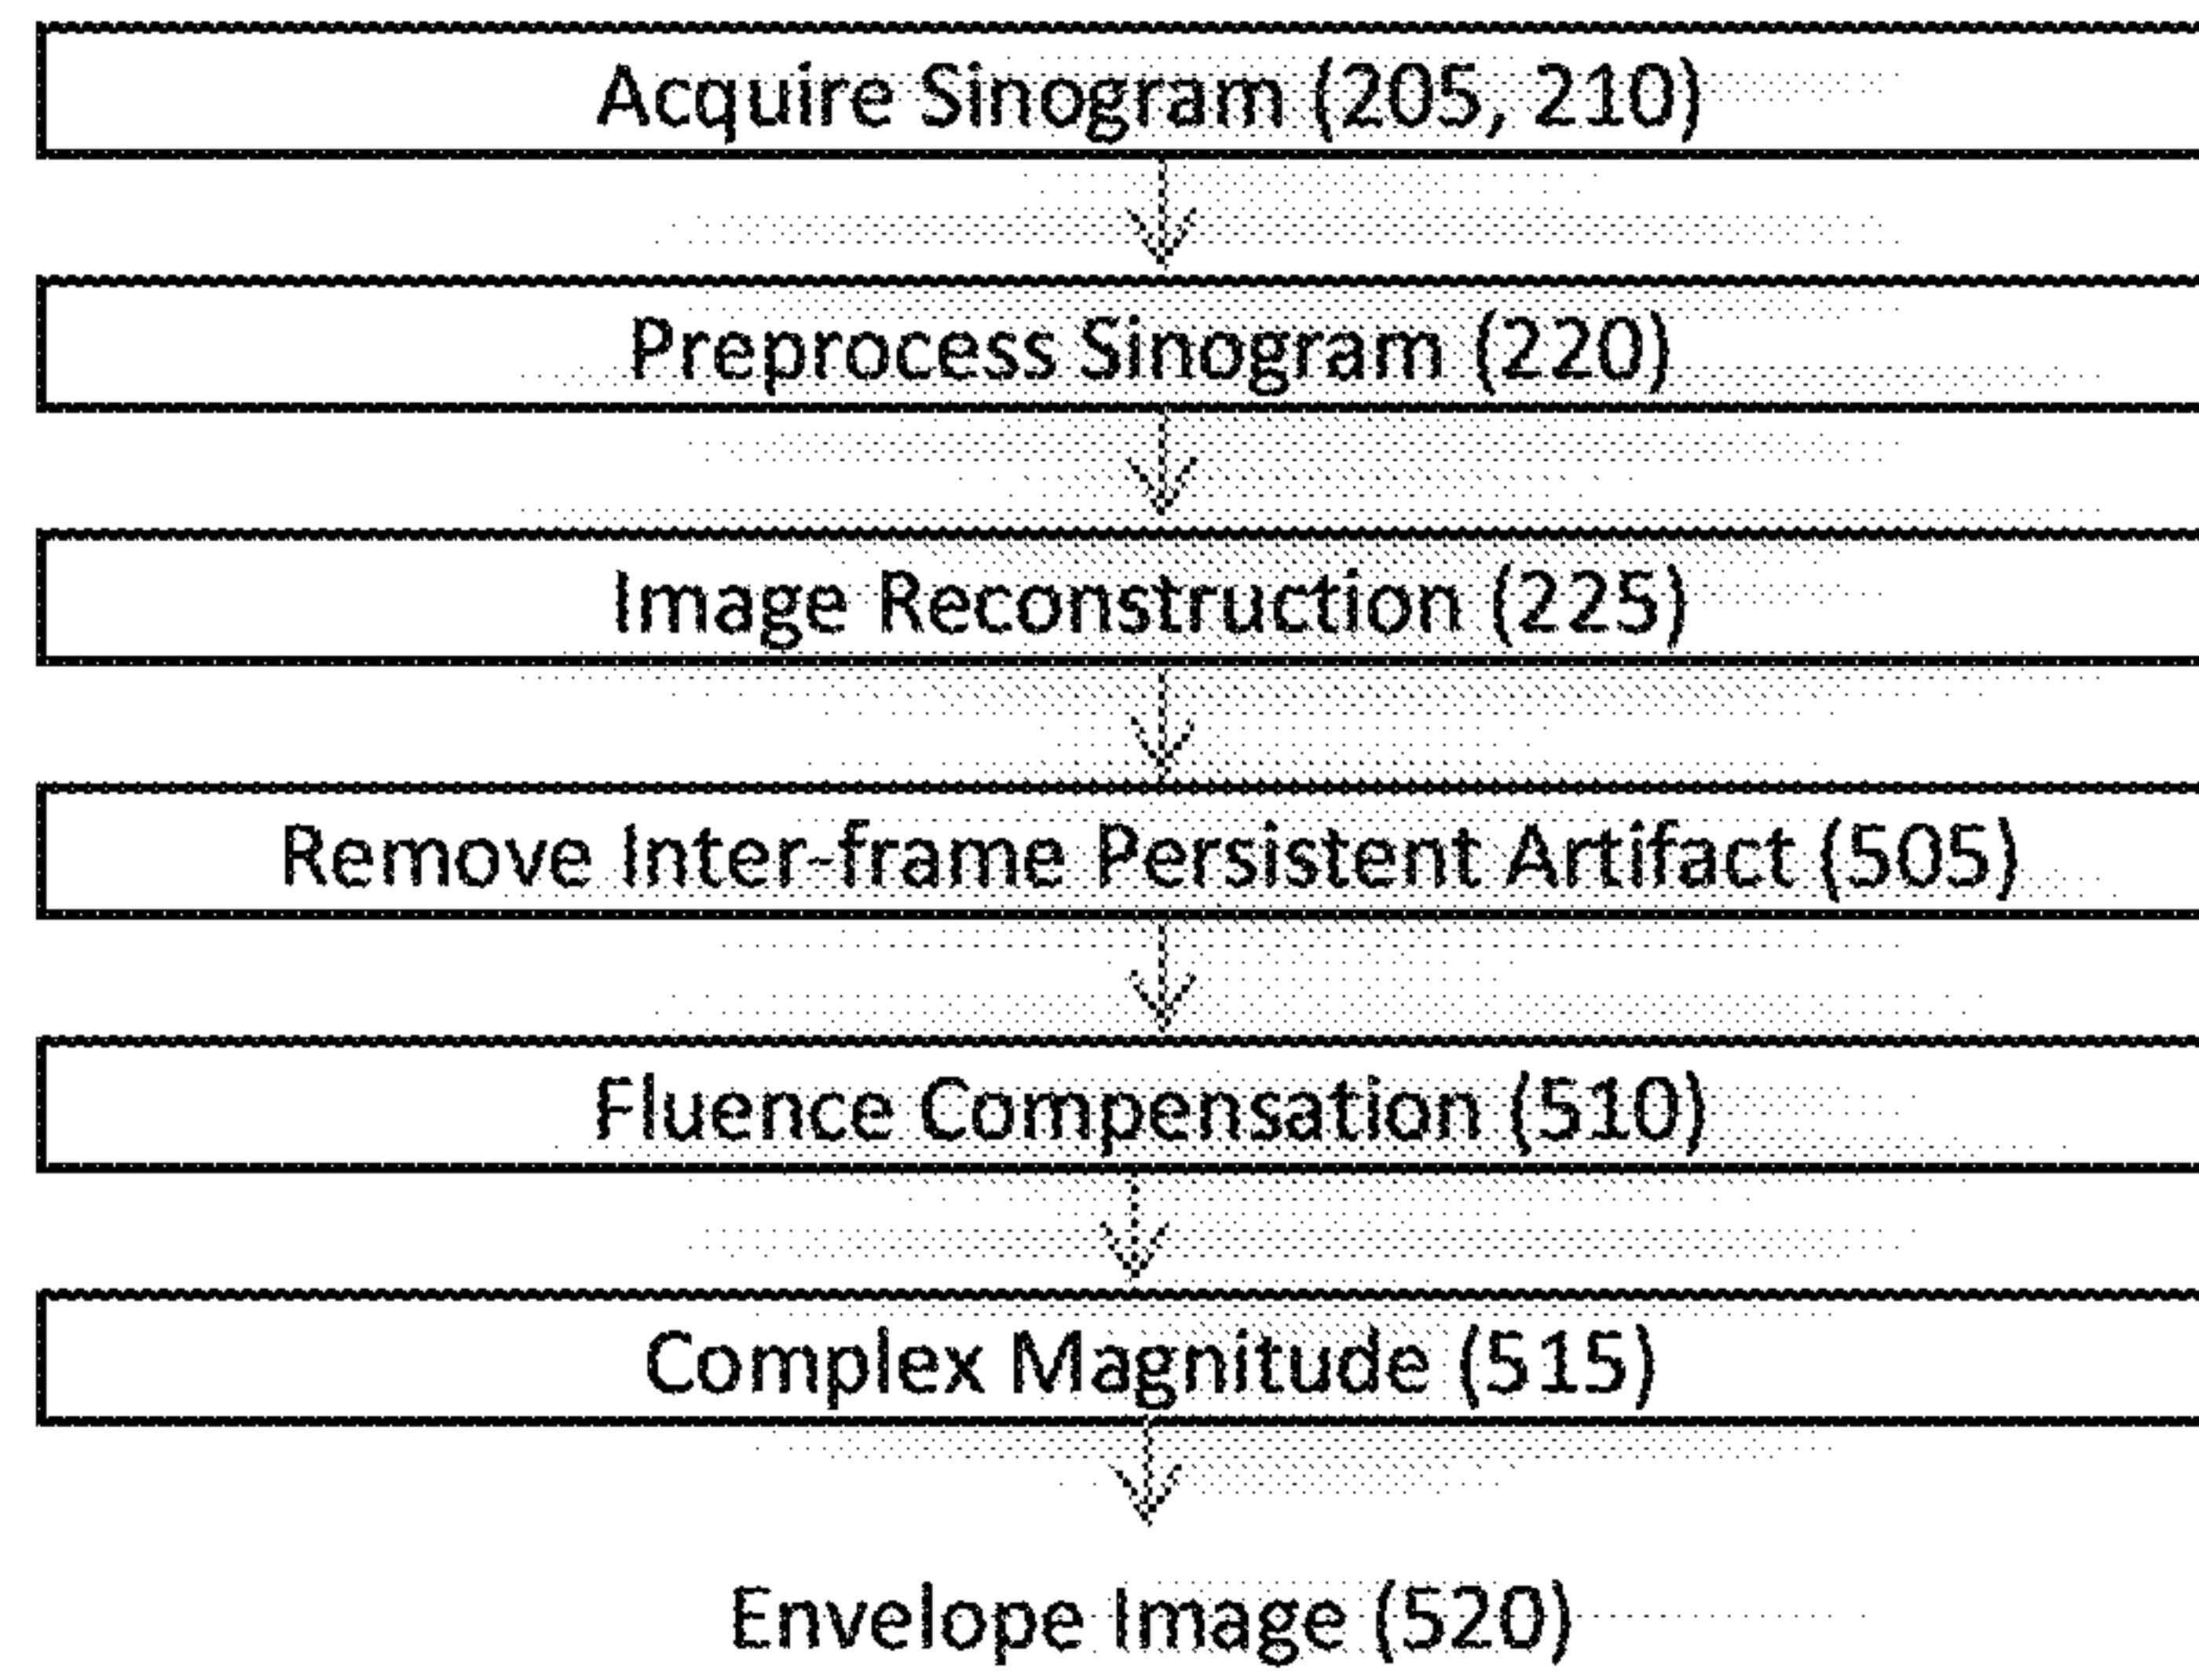 Acquire Sinogram (205, 210)
Preprocess Sinogram (220)
Image Reconstruction (225)
Remove Inter-frame Persistent Artifact (505)
Fluence Compensation (510)
Complex Magnitude (515)
Envelope Image (520)